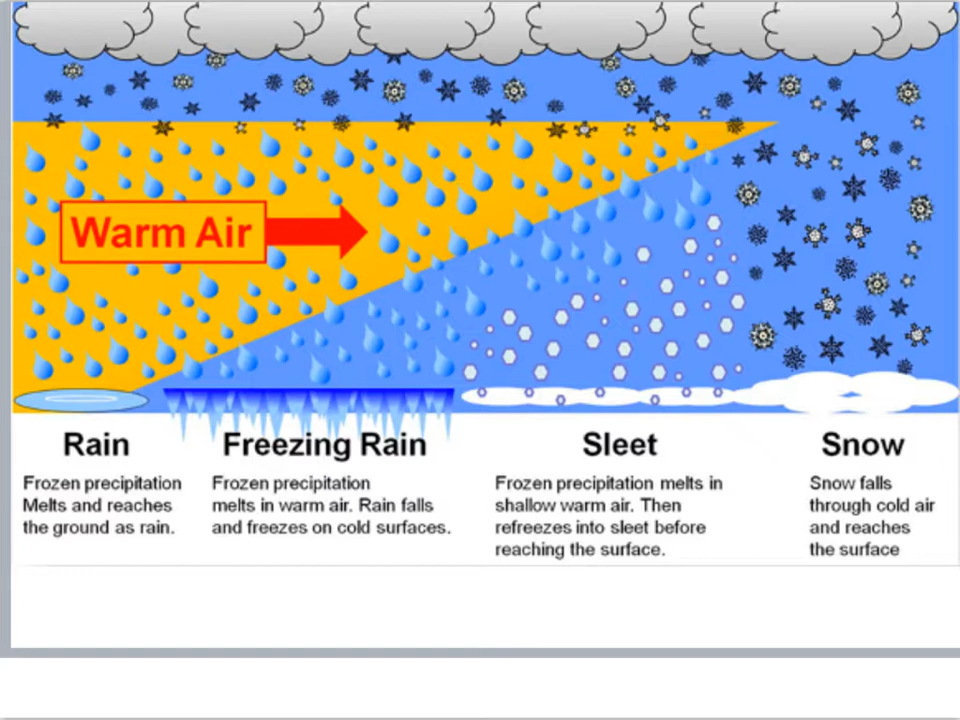 Warm Air
Rain
Frozen precipitation
Melts and reaches
the ground as rain.
Freezing Rain
Frozen precipitation
melts in warm air. Rain falls
and freezes on cold surfaces.
Sleet
Frozen precipitation melts in
shallow warm air. Then
refreezes into sleet before
reaching the surface.
Snow
Snow falls
through cold air
and reaches
the surface